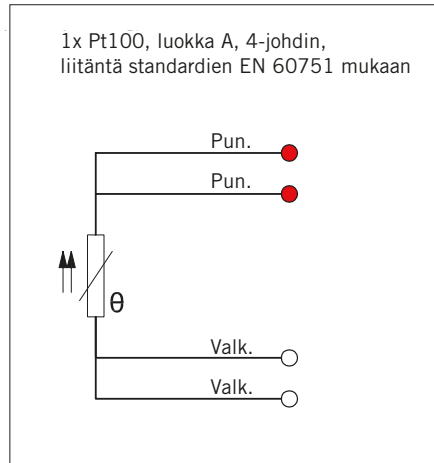 1x Pt100, luokka A, 4-johdin,
liitäntä standardien EN 60751 mukaan
Pun.
Pun.
θ
Valk.
Valk.